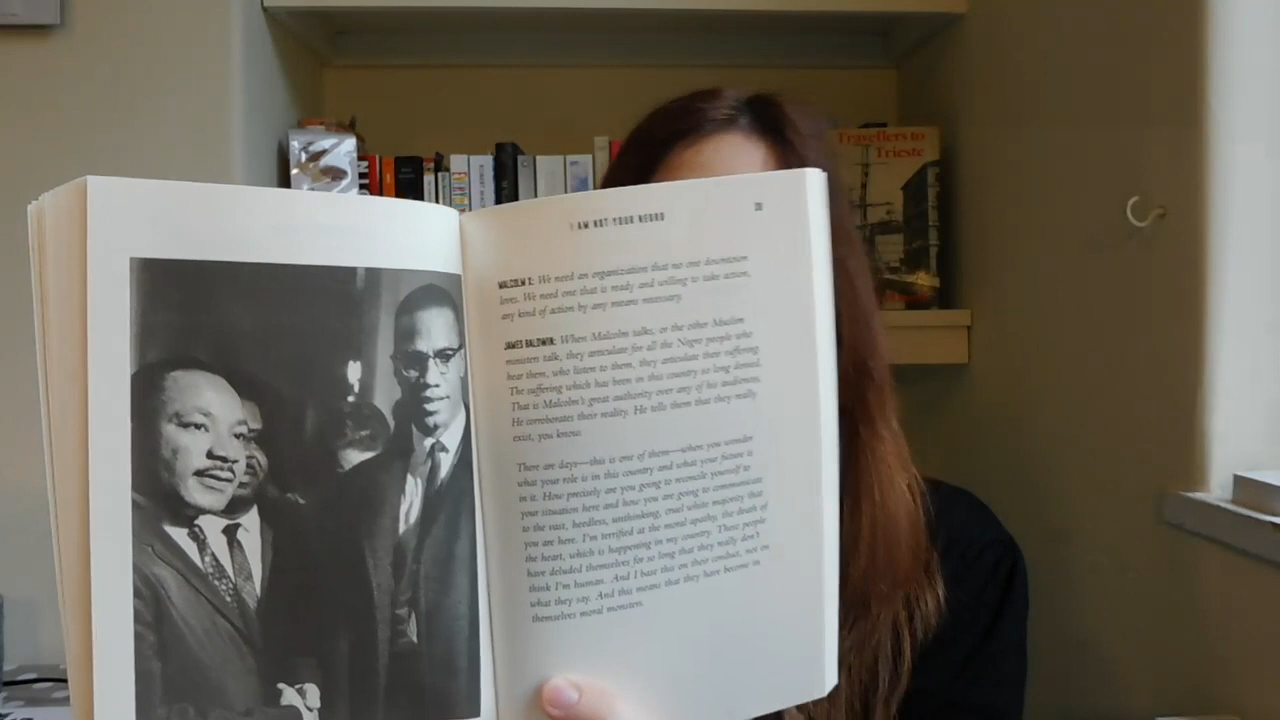 I AM NOT YOUR NEGRO
MALCOLM X: We need an organization that no one downtown
loves. We need one that is ready and willing to take action,
any kind of action by any means necessary.
JAMES BALDWIN: When Malcolm talks, or the other Muslim
ministers talk, they articulate for all the Negro people who
hear them, who listen to them, they articulate their suffering.
The suffering which has been in this country so long denied.
That is Malcolm's great authority over any of his audiences.
He corroborates their reality. He tells them that they really
exist, you know.
There are days—this is one of them—when you wonder
what your role is in this country and what your future is
in it. How precisely are you going to reconcile yourself to
your situation here and how you are going to communicate
to the vast, heedless, unthinking, cruel white majority that
you are here. I'm terrified at the moral apathy, the death of
the heart, which is happening in my country. These people
have deluded themselves for so long that they really don't
think I'm human. And I base this on their conduct, not on
what they say. And this means that they have become in
themselves moral monsters.
Travellers to
Trieste